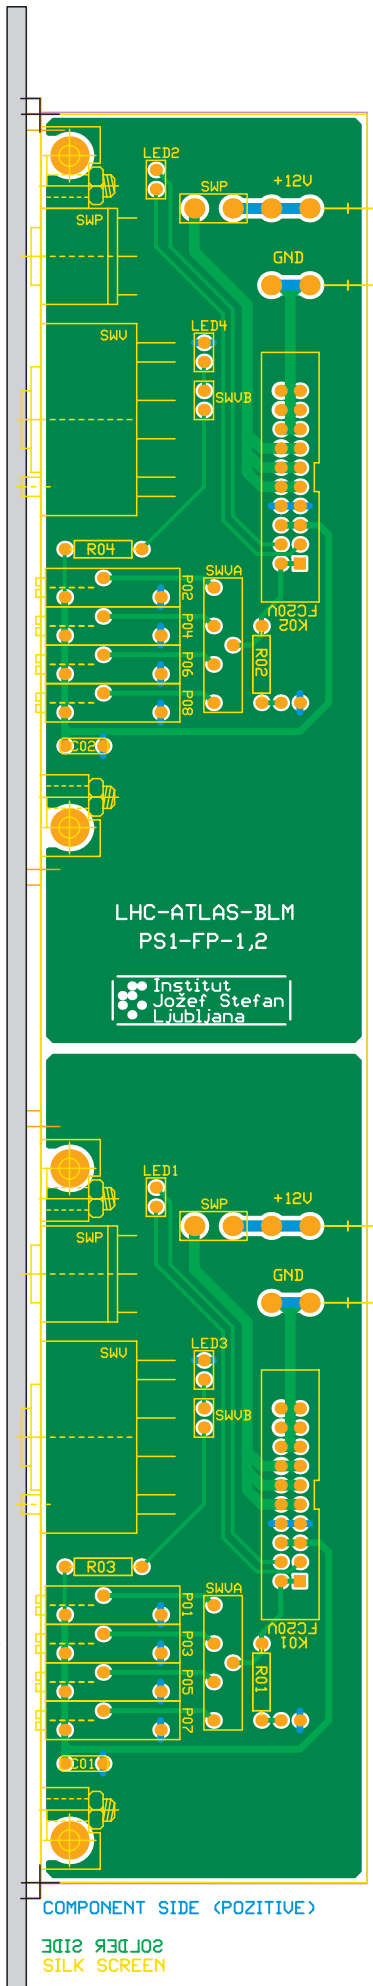 LED2
SWP
+12V
SWP
GND
LED4
SWV
SWVB
R04
SWVA
P02
P04
P06
P08
K02
FC20V
R02
C02
LHC-ATLAS-BLM
PS1-FP-1,2
Institut
Jožef Stefan
Ljubljana
LED1
SWP
+12V
SWP
GND
LED3
SWV
SWVB
R03
SWVA
P01
P03
P05
P07
K01
FC20V
R01
C01
COMPONENT SIDE (POZITIVE)
SOLDER SIDE
SILK SCREEN